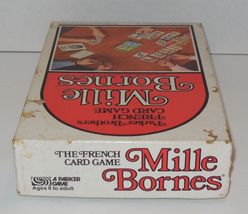 Parker Brothers
Mille
Bornes
FRENCH
CARD GAME
THE FRENCH
CARD GAME
Mille
Bornes
A PARKER
GAME
Ages 8 to adult